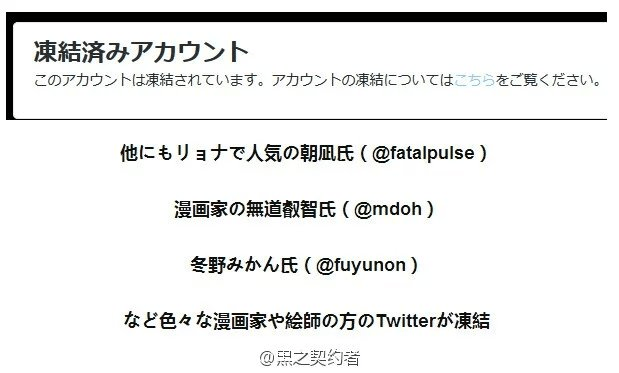 凍結済みアカウント
このアカウントは凍結されています。アカウントの凍結についてはこちらをご覧ください。
他にもリョナで人気の朝凪氏（@fatalpulse）
漫画家の無道叡智氏（@mdoh）
冬野みかん氏（@fuyunon）
など色々な漫画家や絵師の方のTwitterが凍結
@黑之契约者